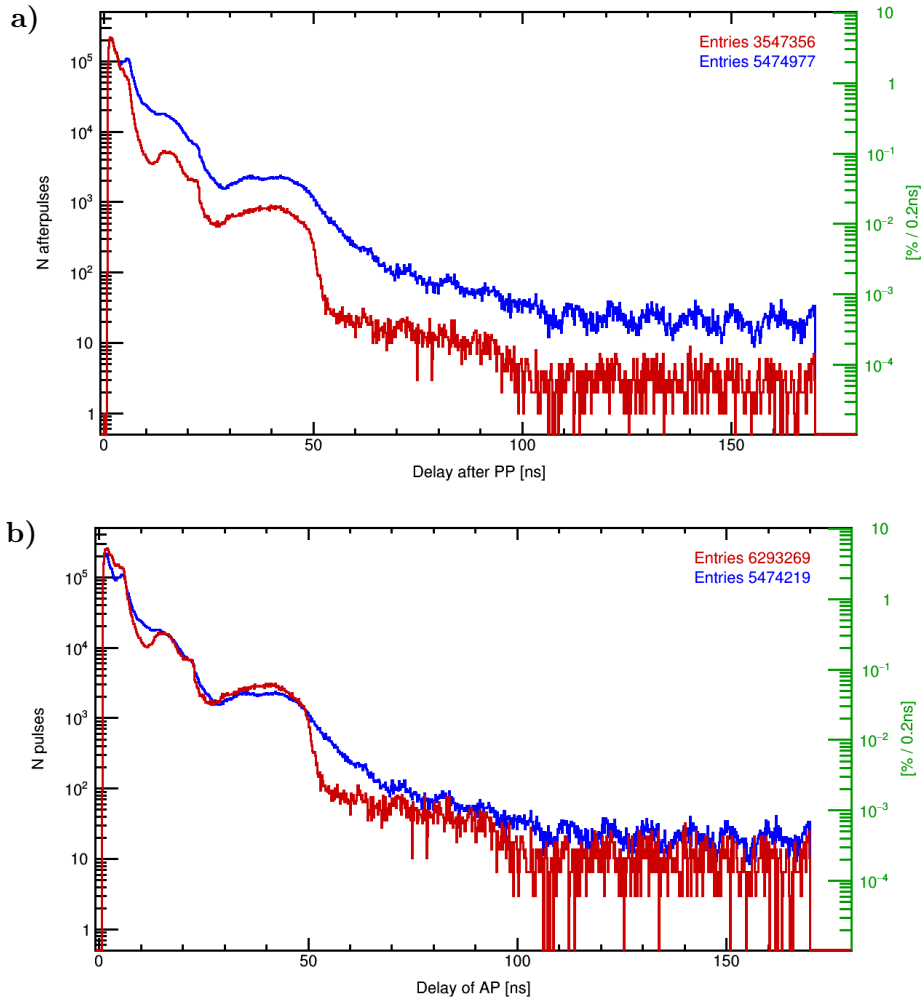 a)
Entries 3547356
Entries 5474977
N afterpulses
10⁵
10⁴
10³
10²
10
1
10
1
10⁻¹
10⁻²
10⁻³
10⁻⁴
[% / 0.2ns]
0 50 100 150
Delay after PP [ns]
b)
Entries 6293269
Entries 5474219
N pulses
10⁵
10⁴
10³
10²
10
1
10
1
10⁻¹
10⁻²
10⁻³
10⁻⁴
[% / 0.2ns]
0 50 100 150
Delay of AP [ns]